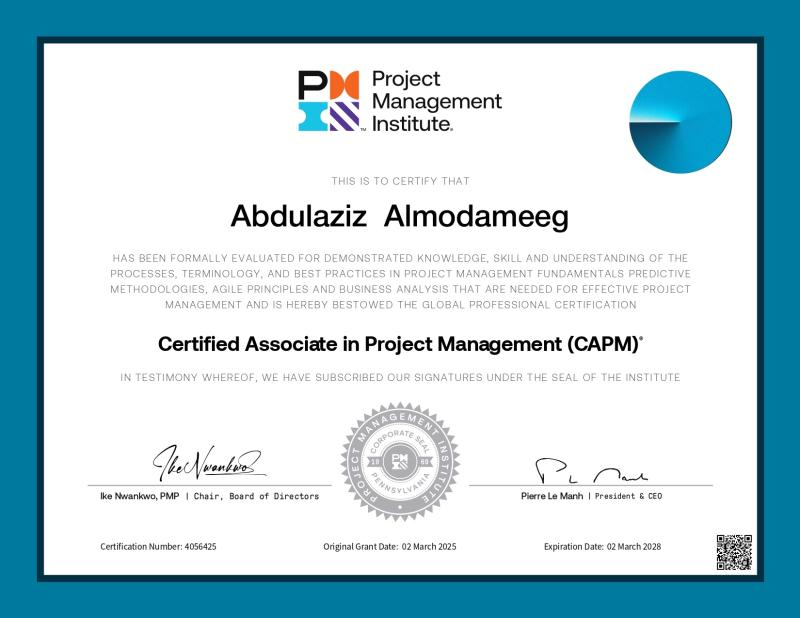 Project
Management
Institute.
THIS IS TO CERTIFY THAT
Abdulaziz Almodameeg
HAS BEEN FORMALLY EVALUATED FOR DEMONSTRATED KNOWLEDGE, SKILL AND UNDERSTANDING OF THE
PROCESSES, TERMINOLOGY, AND BEST PRACTICES IN PROJECT MANAGEMENT FUNDAMENTALS PREDICTIVE
METHODOLOGIES, AGILE PRINCIPLES AND BUSINESS ANALYSIS THAT ARE NEEDED FOR EFFECTIVE PROJECT
MANAGEMENT AND IS HEREBY BESTOWED THE GLOBAL PROFESSIONAL CERTIFICATION
Certified Associate in Project Management (CAPM)®
IN TESTIMONY WHEREOF, WE HAVE SUBSCRIBED OUR SIGNATURES UNDER THE SEAL OF THE INSTITUTE
PROJECT MANAGEMENT INSTITUTE
CORPORATE SEAL
19 69
PENNSYLVANIA
Ike Nwankwo
Ike Nwankwo, PMP | Chair, Board of Directors
Pierre Le Manh | President & CEO
Certification Number: 4056425
Original Grant Date: 02 March 2025
Expiration Date: 02 March 2028